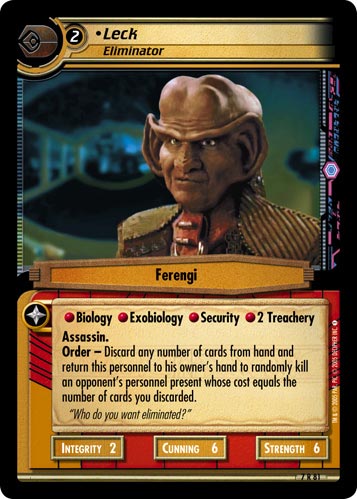 2
•Leck
Eliminator
Ferengi
Biology Exobiology Security 2 Treachery
Assassin.
Order – Discard any number of cards from hand and
return this personnel to his owner's hand to randomly kill
an opponent's personnel present whose cost equals the
number of cards you discarded.
"Who do you want eliminated?"
Integrity 2 Cunning 6 Strength 6
7 R 81